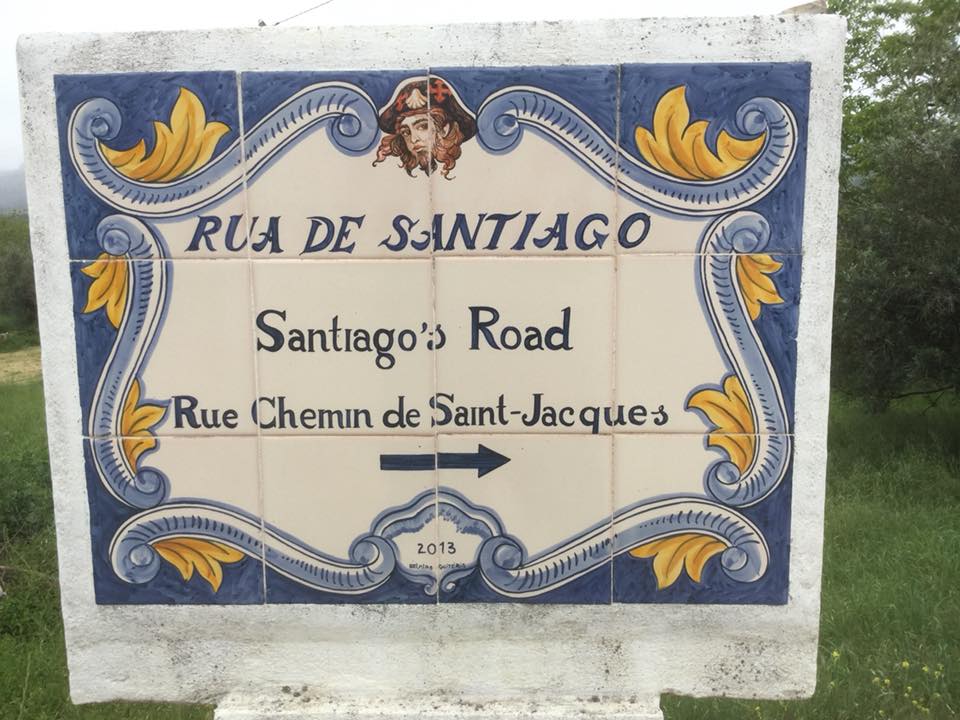 RUA DE SANTIAGO
Santiago's Road
Rue Chemin de Saint-Jacques
2013